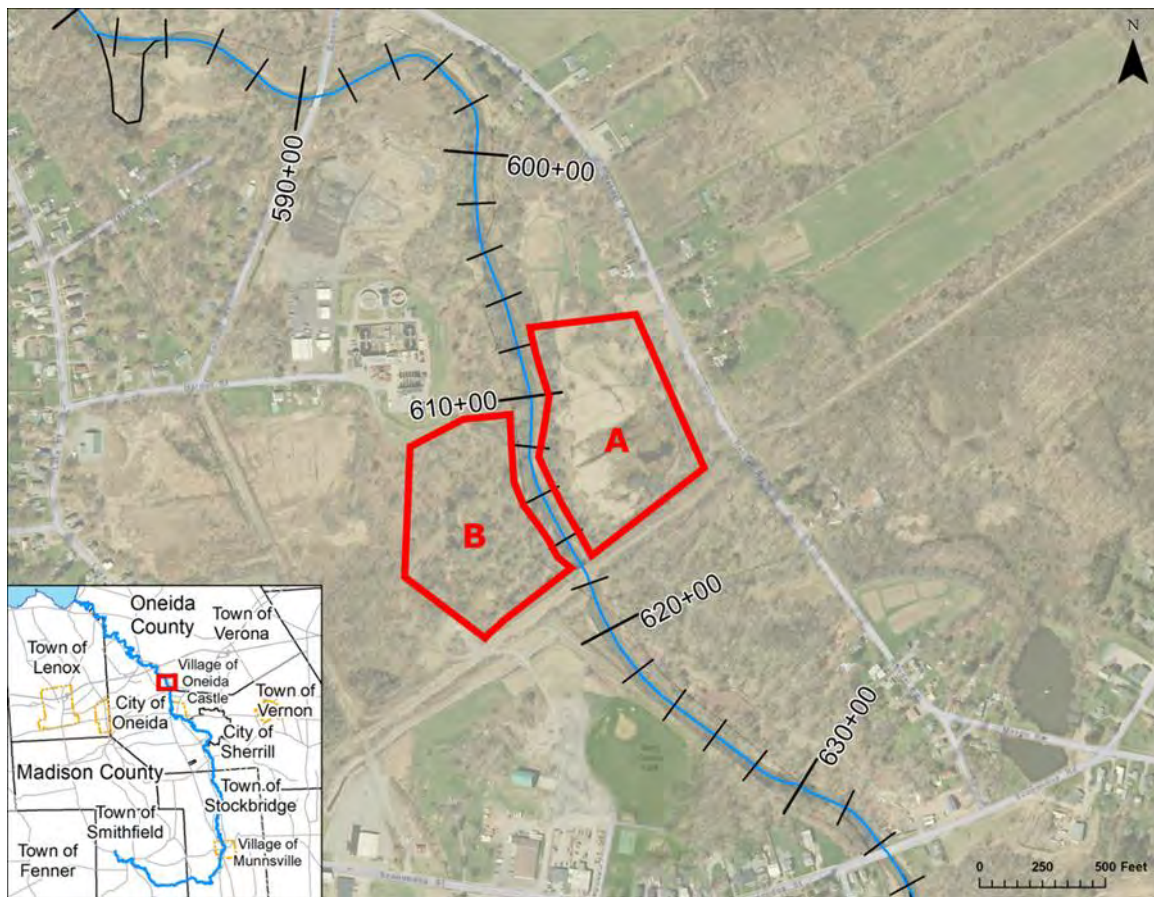 N
590+00
600+00
610+00
A
B
620+00
630+00
Oneida
County
Town of
Verona
Town of
Lenox
Village of
Oneida
Castle
City of
Oneida
Town of
Vernon
City of
Sherrill
Madison County
Town of
Stockbridge
Town of
Smithfield
Village of
Munnsville
Town of
Fenner
0 250 500 Feet